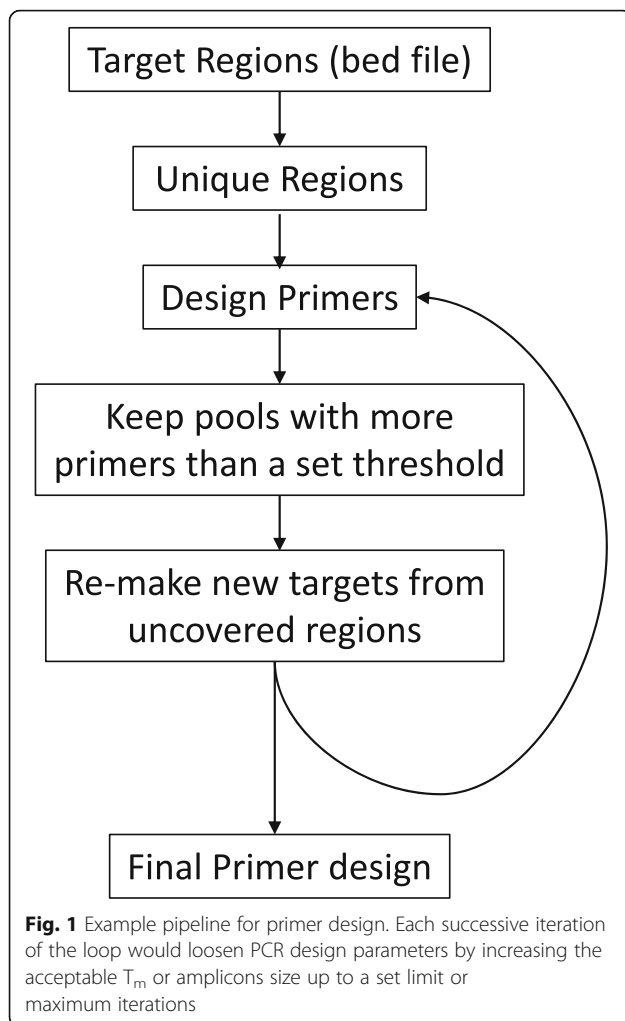 Target Regions (bed file)
Unique Regions
Design Primers
Keep pools with more
primers than a set threshold
Re-make new targets from
uncovered regions
Final Primer design
Fig. 1 Example pipeline for primer design. Each successive iteration
of the loop would loosen PCR design parameters by increasing the
acceptable Tm or amplicons size up to a set limit or
maximum iterations